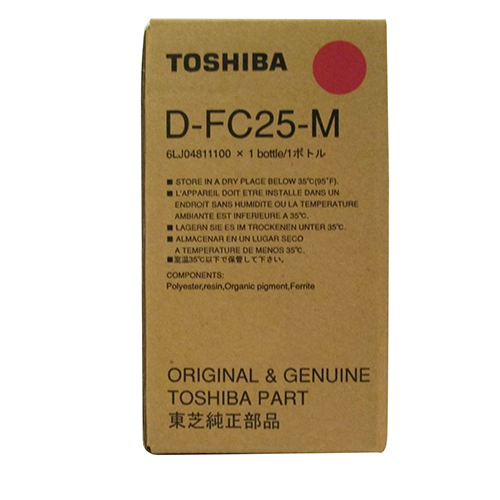 TOSHIBA
D-FC25-M
6LJ04811100 × 1 bottle/1ボトル
■ STORE IN A DRY PLACE BELOW 35℃(95°F).
■ L'APPAREIL DOIT ETRE INSTALLE DANS UN
ENDROIT SANS HUMIDITE OU LA TEMPERATURE
AMBIANTE EST INFERIEURE A 35℃.
■ LAGERN SIE ES IM TROCKENEN UNTER 35℃.
■ ALMACENAR EN UN LUGAR SECO
A TEMPERATURE DE MENOS 35℃.
■室温35℃以下で保管して下さい。
COMPONENTS:
Polyester,resin,Organic pigment,Ferrite
ORIGINAL & GENUINE
TOSHIBA PART
東芝純正部品